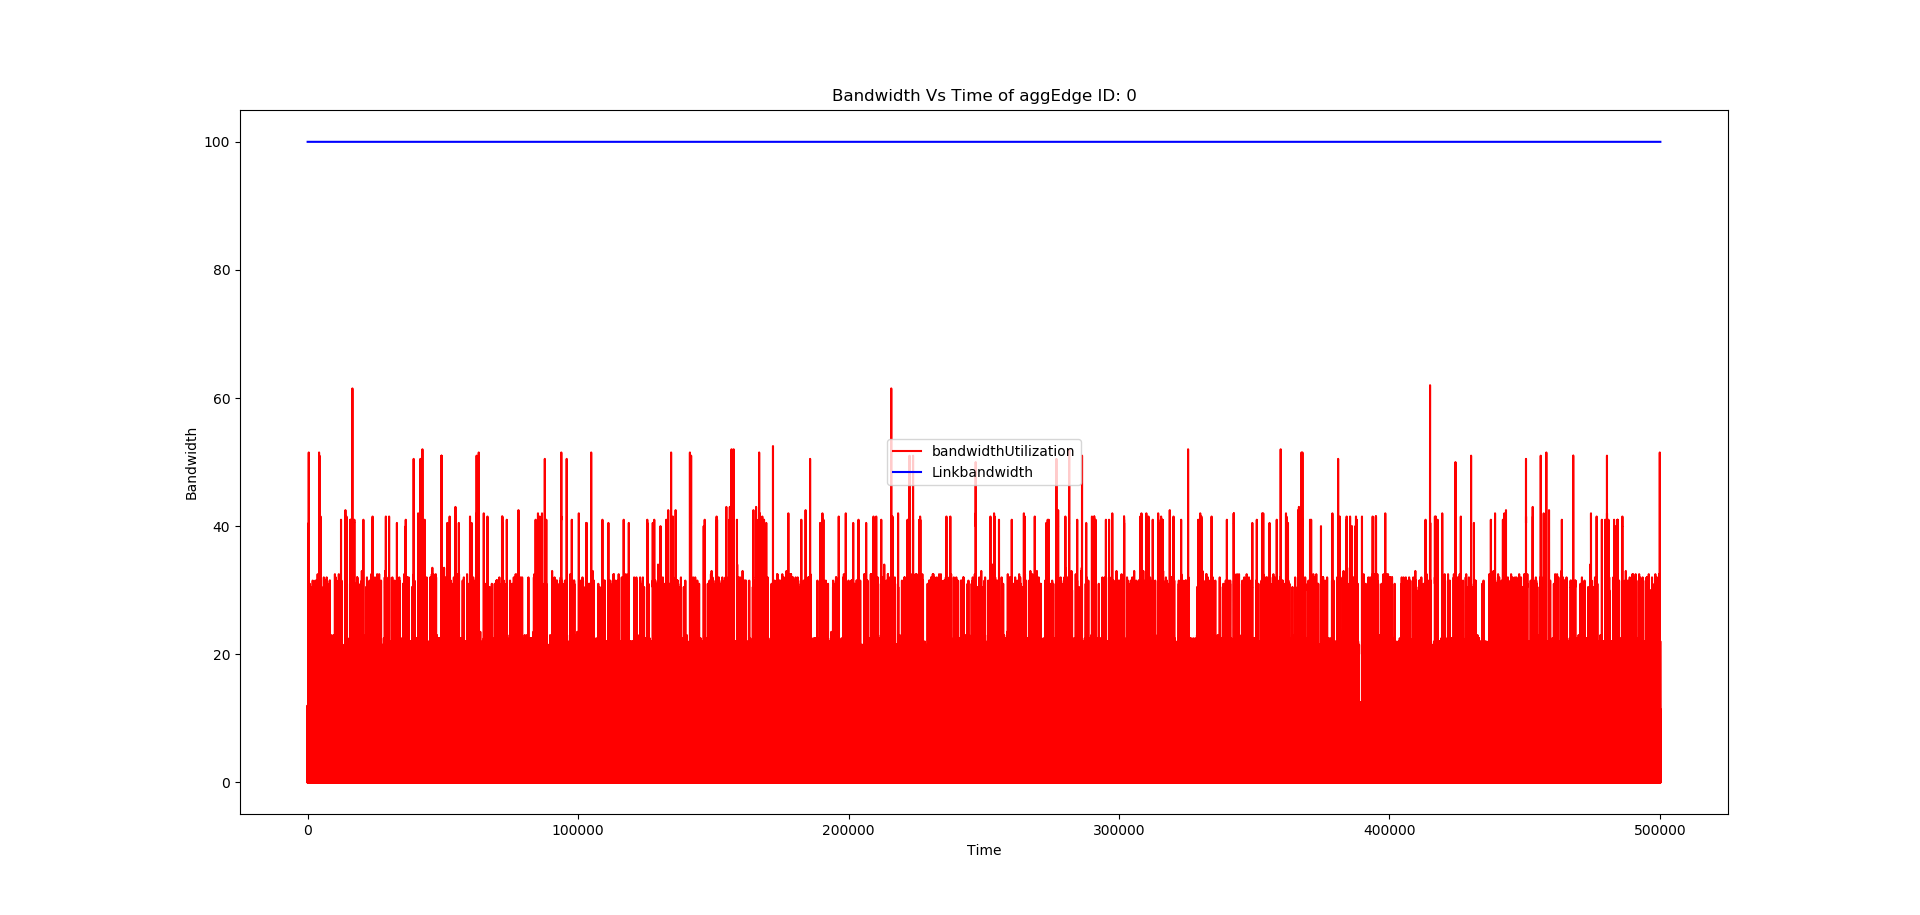 Bandwidth Vs Time of aggEdge ID: 0
100
80
60
40
20
0
Bandwidth
bandwidthUtilization
Linkbandwidth
0 100000 200000 300000 400000 500000
Time